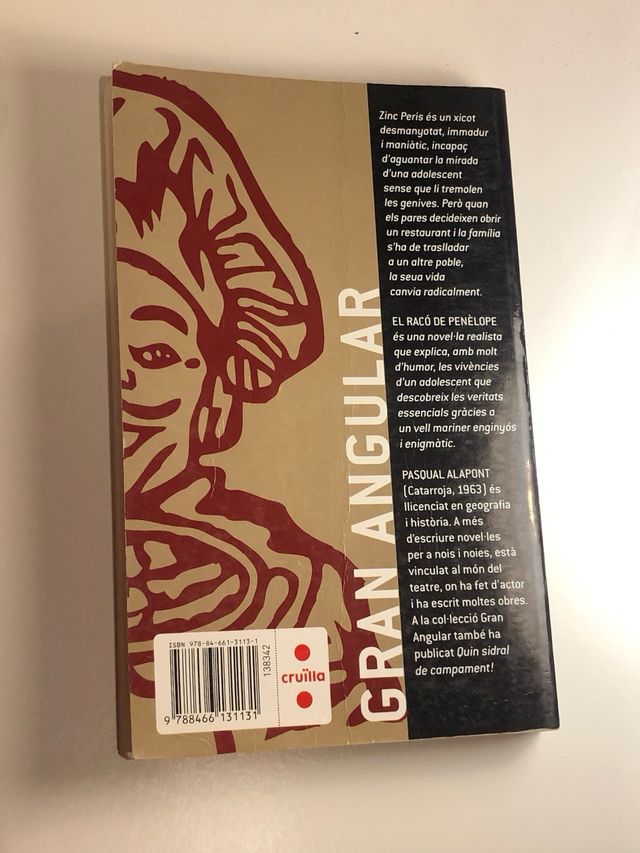 Zinc Peris és un xicot
desmanyotat, immadur
i maniàtic, incapaç
d'aguantar la mirada
d'una adolescent
sense que li tremolen
les genives. Però quan
els pares decideixen obrir
un restaurant i la família
s'ha de traslladar
a un altre poble,
la seua vida
canvia radicalment.
EL RACÓ DE PENÈLOPE
és una novel·la realista
que explica, amb molt
d'humor, les vivències
d'un adolescent que
descobreix les veritats
essencials gràcies a
un vell mariner enginyós
i enigmàtic.
PASQUAL ALAPONT
(Catarroja, 1963) és
llicenciat en geografia
i història. A més
d'escriure novel·les
per a nois i noies, està
vinculat al món del
teatre, on ha fet d'actor
i ha escrit moltes obres.
A la col·lecció Gran
Angular també ha
publicat Quin sidral
de campament!
GRAN ANGULAR
ISBN 978-84-661-3113-1
9 788466 131131
138342
cruïlla